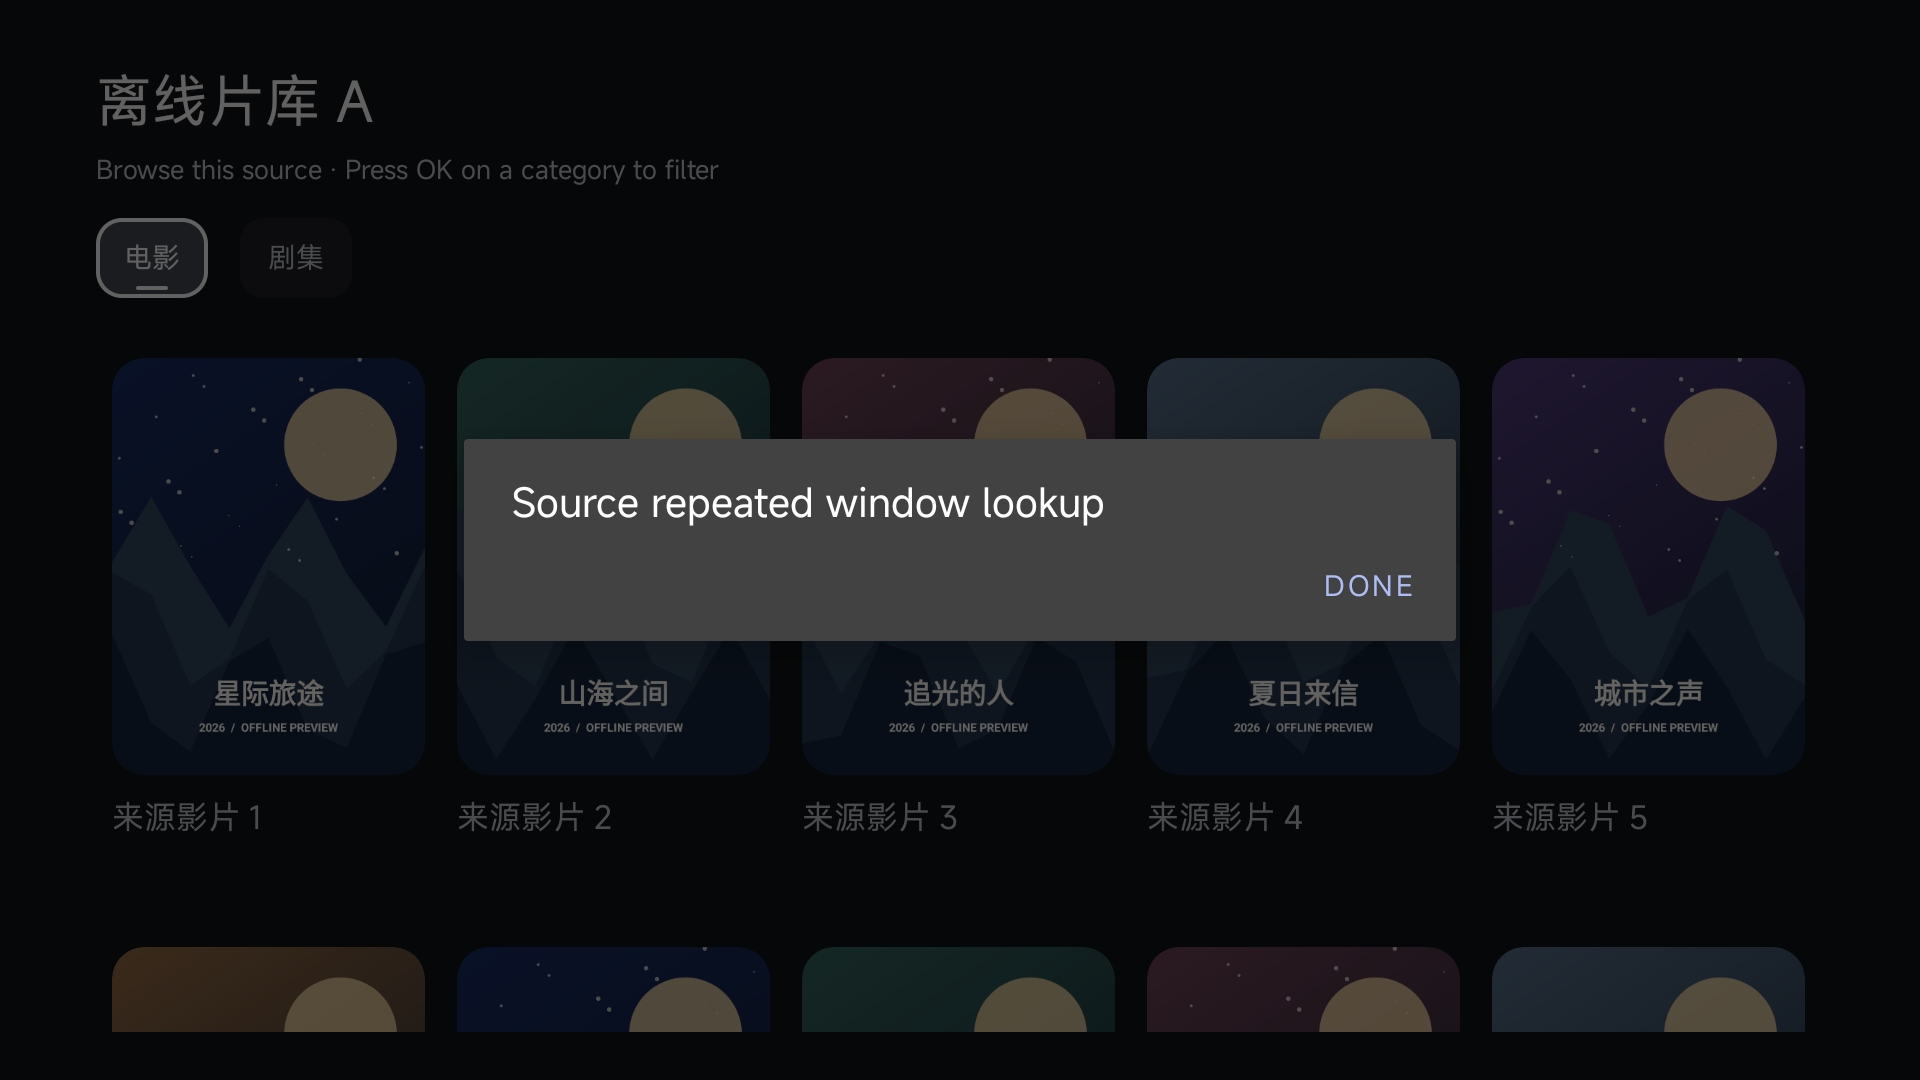 离线片库 A
Browse this source · Press OK on a category to filter
电影
剧集
Source repeated window lookup
DONE
星际旅途
2026 / OFFLINE PREVIEW
山海之间
2026 / OFFLINE PREVIEW
追光的人
2026 / OFFLINE PREVIEW
夏日来信
2026 / OFFLINE PREVIEW
城市之声
2026 / OFFLINE PREVIEW
来源影片 1
来源影片 2
来源影片 3
来源影片 4
来源影片 5